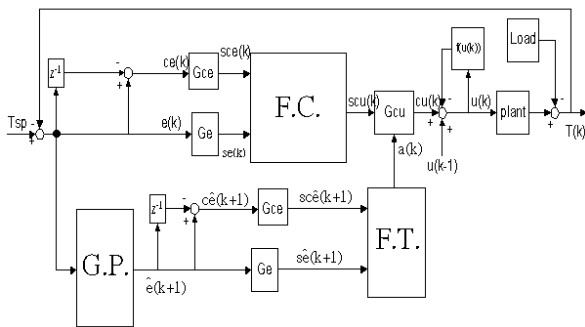 f(u(k))
Load
z⁻¹
-
ce(k)
Gce
sce(k)
+
F.C.
scu(k)
Gcu
cu(k)
-
+
+
u(k)
plant
-
+
T(k)
Tsp
-
+
e(k)
Ge
se(k)
a(k)
u(k-1)
z⁻¹
-
+
cê(k+1)
Gce
scê(k+1)
F.T.
G.P.
ê(k+1)
Ge
sê(k+1)